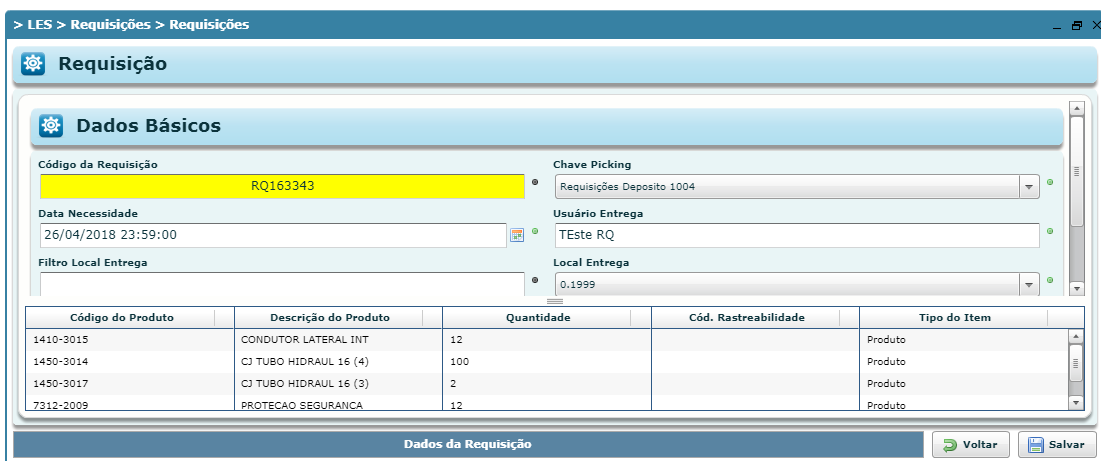 > LES > Requisições > Requisições
Requisição
Dados Básicos
Código da Requisição
Chave Picking
RQ163343
Requisições Deposito 1004
Data Necessidade
Usuário Entrega
26/04/2018 23:59:00
TEste RQ
Filtro Local Entrega
Local Entrega
0.1999
Código do Produto Descrição do Produto Quantidade Cód. Rastreabilidade Tipo do Item
1410-3015 CONDUTOR LATERAL INT 12 Produto
1450-3014 CJ TUBO HIDRAUL 16 (4) 100 Produto
1450-3017 CJ TUBO HIDRAUL 16 (3) 2 Produto
7312-2009 PROTECAO SEGURANCA 12 Produto
Dados da Requisição
Voltar
Salvar